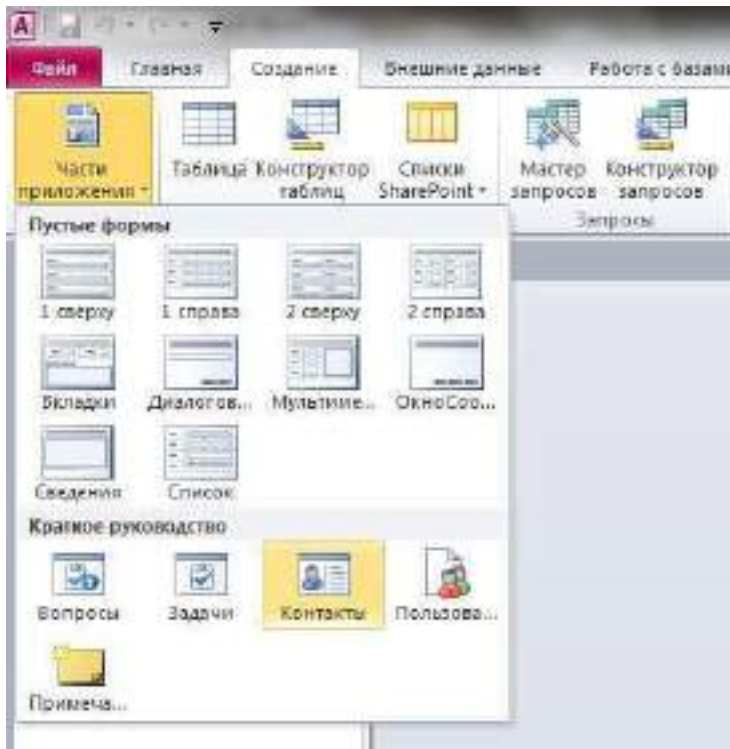 A
Файл Главная Создание Внешние данные Работа с базами
Части приложения
Таблица
Конструктор таблиц
Списки SharePoint
Мастер запросов
Конструктор запросов
Запросы
Пустые формы
1 сверху 1 справа 2 сверху 2 справа
Вкладки Диалогов... Мультиэле... ОкноСоо...
Сведения Список
Краткое руководство
Вопросы Задачи Контакты Пользова...
Примеча...